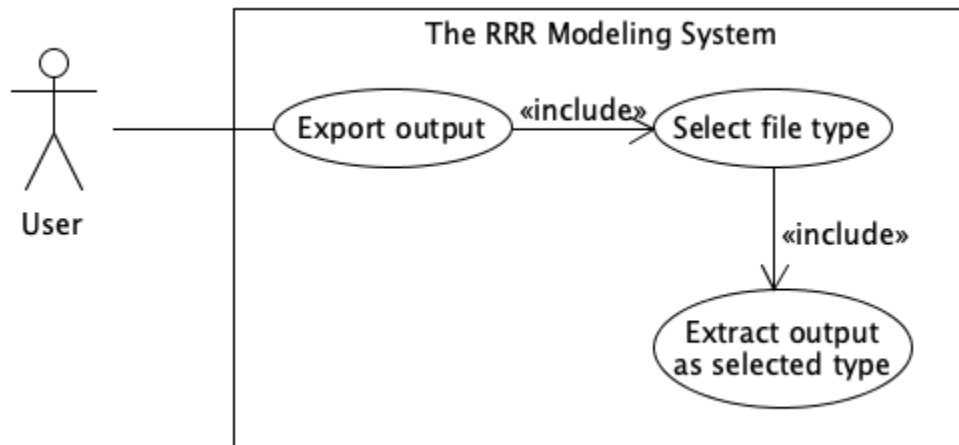 The RRR Modeling System
Export output
«include»
Select file type
User
«include»
Extract output
as selected type